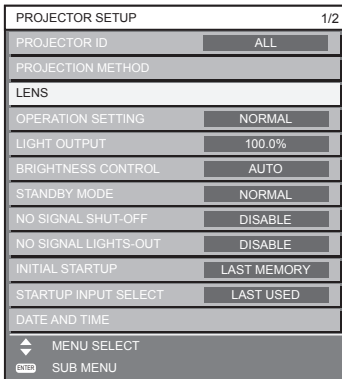 PROJECTOR SETUP 1/2
PROJECTOR ID ALL
PROJECTION METHOD
LENS
OPERATION SETTING NORMAL
LIGHT OUTPUT 100.0%
BRIGHTNESS CONTROL AUTO
STANDBY MODE NORMAL
NO SIGNAL SHUT-OFF DISABLE
NO SIGNAL LIGHTS-OUT DISABLE
INITIAL STARTUP LAST MEMORY
STARTUP INPUT SELECT LAST USED
DATE AND TIME
MENU SELECT
ENTER SUB MENU